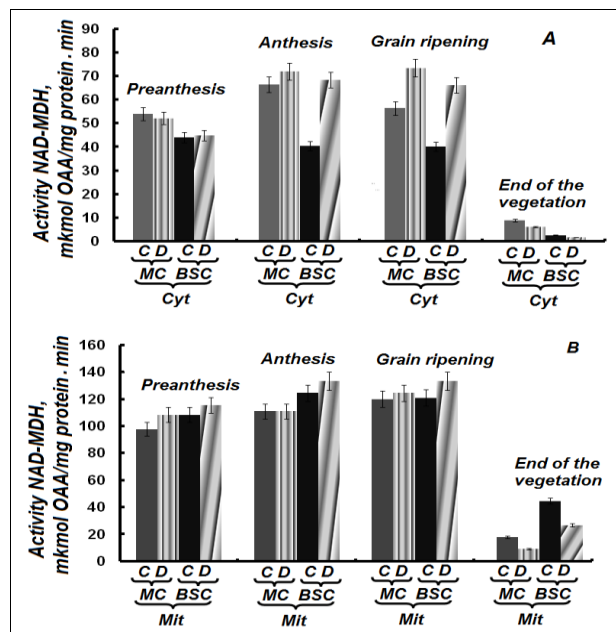 A
Activity NAD-MDH,
mkmol OAA/mg protein · min
90
80
70
60
50
40
30
20
10
0
Preanthesis
Anthesis
Grain ripening
End of the
vegetation
C D C D C D C D C D C D C D C D
MC BSC MC BSC MC BSC MC BSC
Cyt Cyt Cyt Cyt
B
Activity NAD-MDH,
mkmol OAA/mg protein · min
160
140
120
100
80
60
40
20
0
Preanthesis
Anthesis
Grain ripening
End of the
vegetation
C D C D C D C D C D C D C D C D
MC BSC MC BSC MC BSC MC BSC
Mit Mit Mit Mit